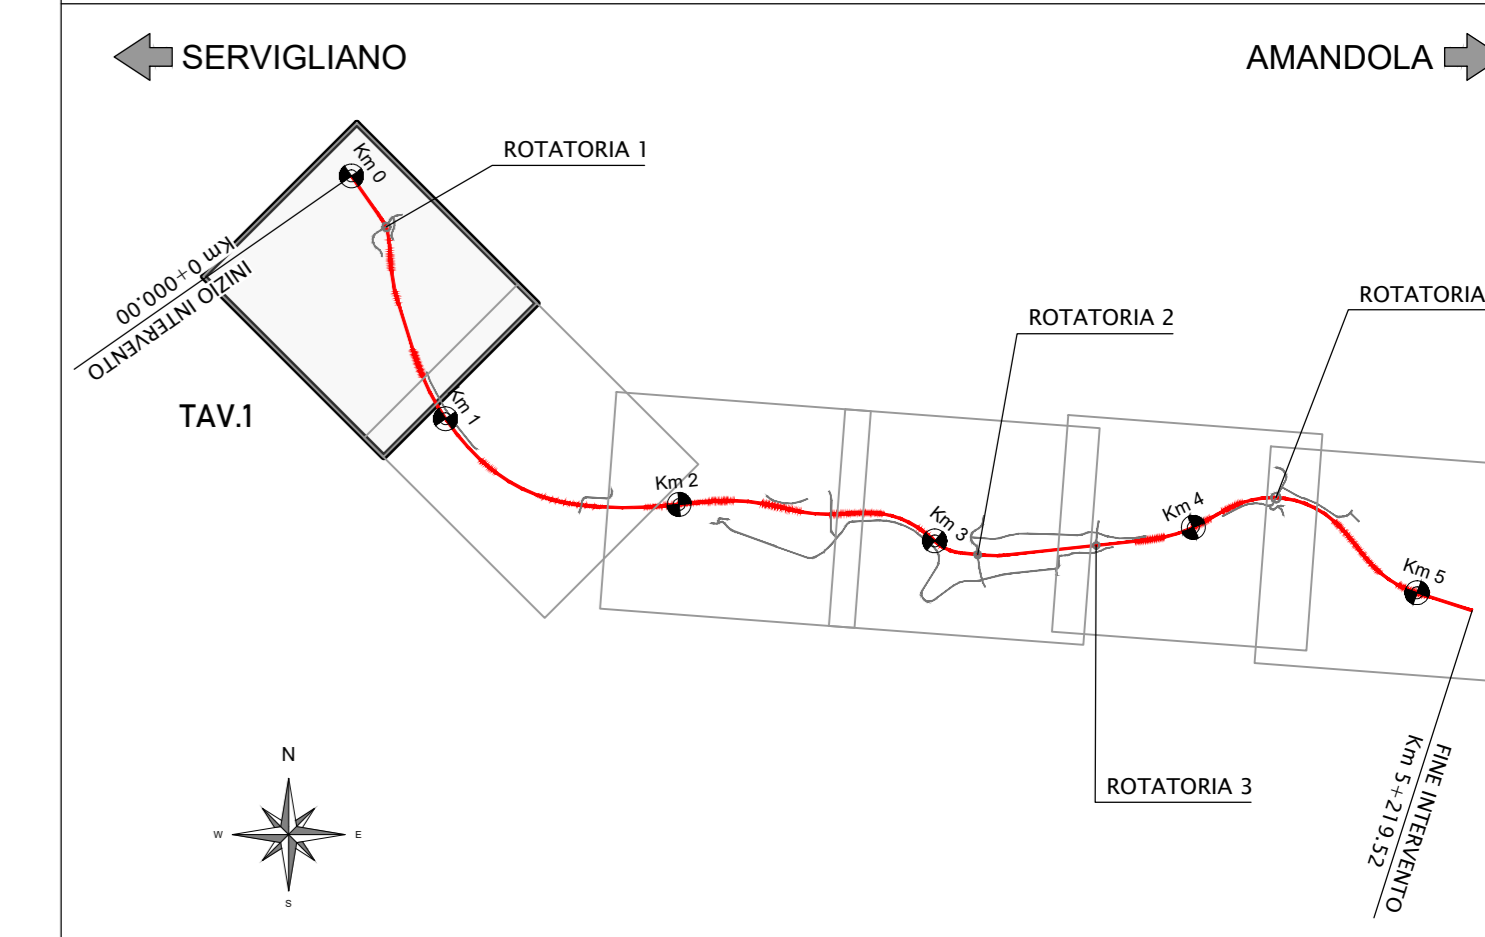 SERVIGLIANO
AMANDOLA
Km 0
ROTATORIA 1
Km 0+000.00
INIZIO INTERVENTO
ROTATORIA
ROTATORIA 2
TAV.1
Km 1
Km 2
Km 3
Km 4
Km 5
N
W
E
S
ROTATORIA 3
FINE INTERVENTO
Km 5+219.52